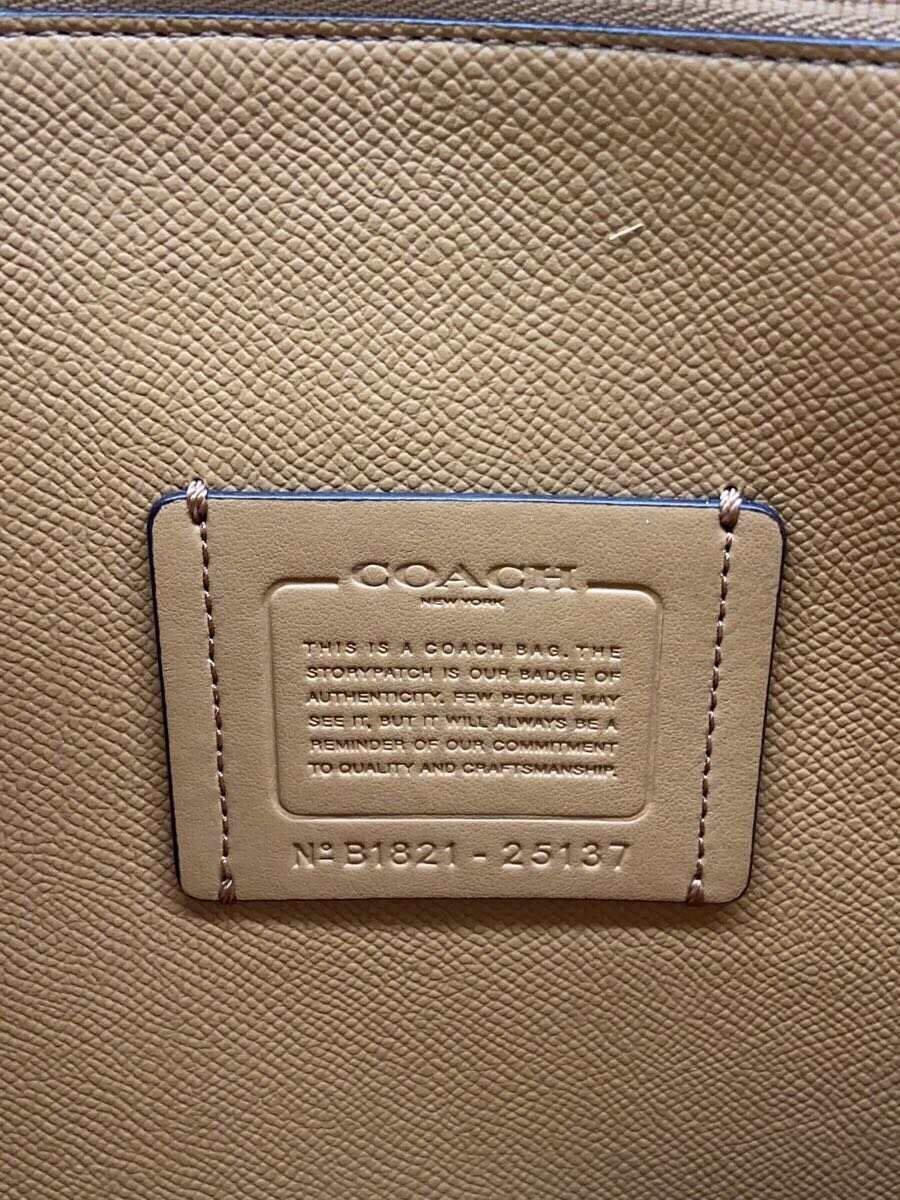 COACH
NEW YORK
THIS IS A COACH BAG. THE
STORYPATCH IS OUR BADGE OF
AUTHENTICITY. FEW PEOPLE MAY
SEE IT, BUT IT WILL ALWAYS BE A
REMINDER OF OUR COMMITMENT
TO QUALITY AND CRAFTSMANSHIP.
Nº B1821 - 25137